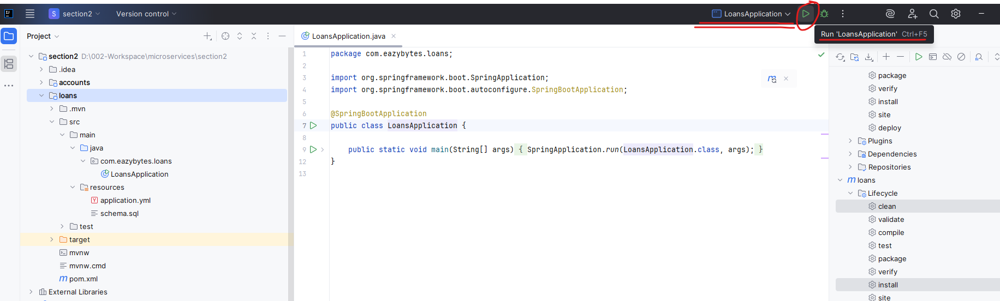 S section2 Version control LoansApplication
Project
LoansApplication.java
Run 'LoansApplication' Ctrl+F5
section2 D:\002-Workspace\microservices\section2
.idea
accounts
loans
.mvn
src
main
java
com.eazybytes.loans
LoansApplication
resources
application.yml
schema.sql
test
target
mvnw
mvnw.cmd
pom.xml
External Libraries
1 package com.eazybytes.loans;
2
3 import org.springframework.boot.SpringApplication;
4 import org.springframework.boot.autoconfigure.SpringBootApplication;
5
6 @SpringBootApplication
7 public class LoansApplication {
8
9 public static void main(String[] args) { SpringApplication.run(LoansApplication.class, args); }
12 }
13
package
verify
install
site
deploy
Plugins
Dependencies
Repositories
loans
Lifecycle
clean
validate
compile
test
package
verify
install
site